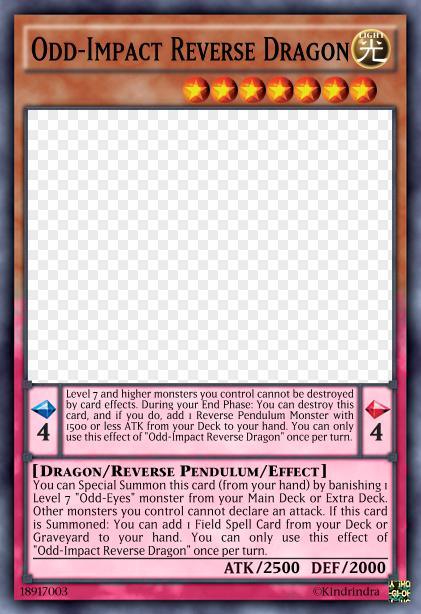 Odd-Impact Reverse Dragon
LIGHT
光
Level 7 and higher monsters you control cannot be destroyed
by card effects. During your End Phase: You can destroy this
card, and if you do, add 1 Reverse Pendulum Monster with
1500 or less ATK from your Deck to your hand. You can only
use this effect of "Odd-Impact Reverse Dragon" once per turn.
4
4
[Dragon/Reverse Pendulum/Effect]
You can Special Summon this card (from your hand) by banishing 1
Level 7 "Odd-Eyes" monster from your Main Deck or Extra Deck.
Other monsters you control cannot declare an attack. If this card
is Summoned: You can add 1 Field Spell Card from your Deck or
Graveyard to your hand. You can only use this effect of
"Odd-Impact Reverse Dragon" once per turn.
ATK/2500 DEF/2000
18917003
©Kindrindra